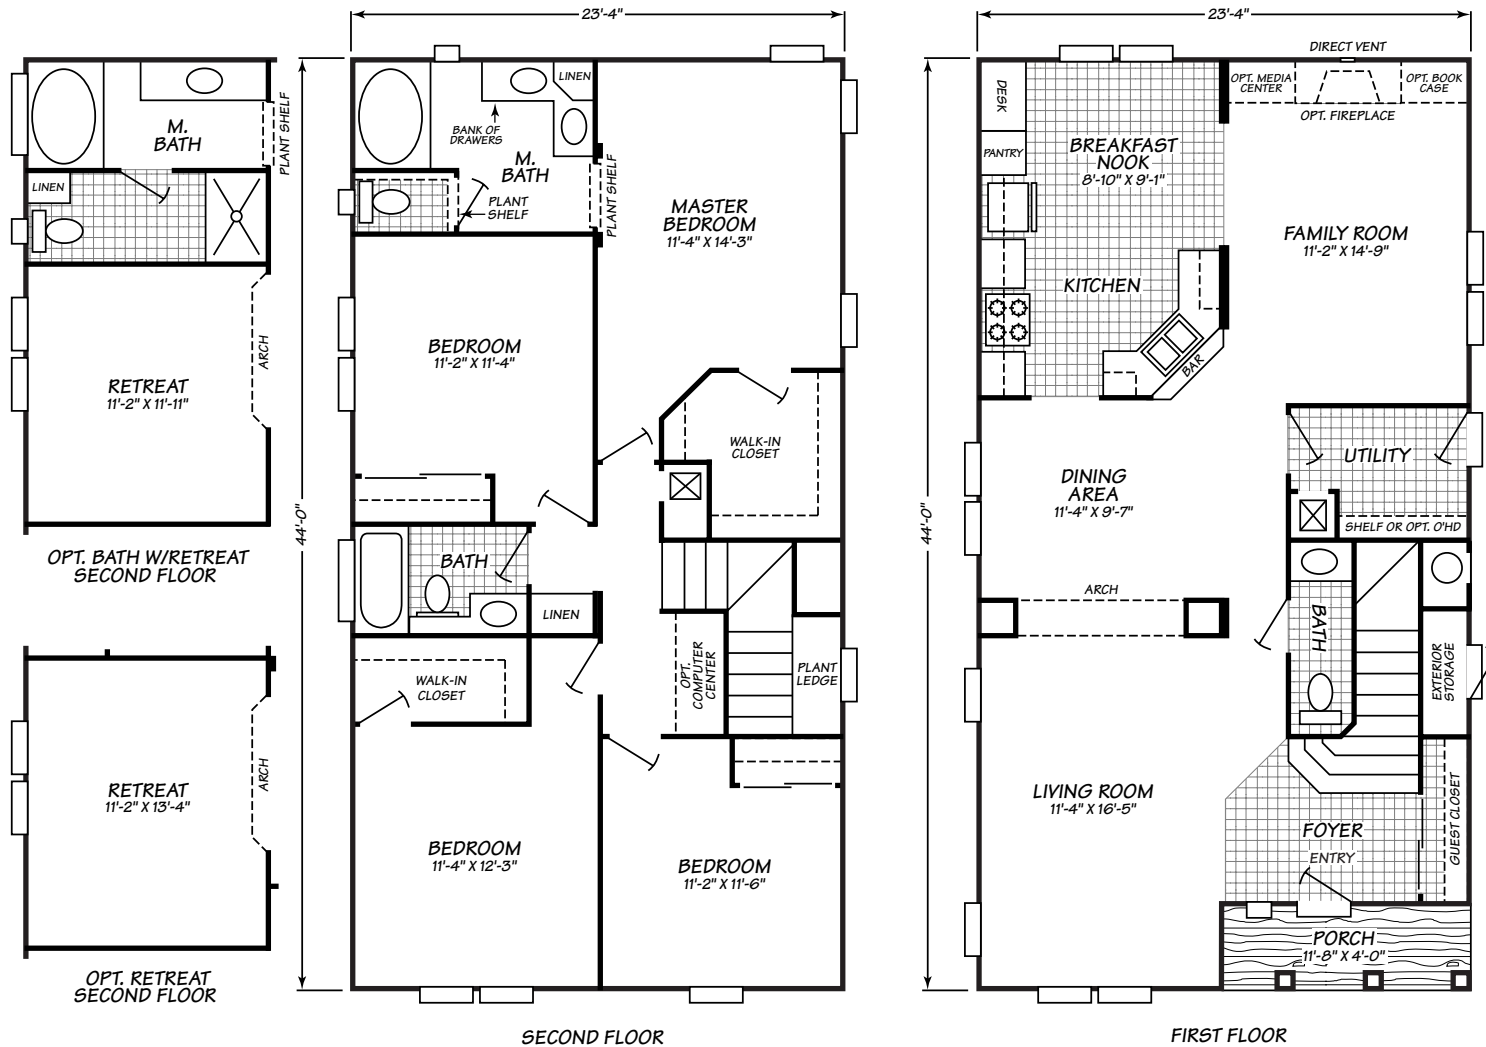 M.
BATH
PLANT SHELF
LINEN
RETREAT
11'-2" X 11'-11"
ARCH
OPT. BATH W/RETREAT
SECOND FLOOR
RETREAT
11'-2" X 13'-4"
ARCH
OPT. RETREAT
SECOND FLOOR
23'-4"
44'-0"
LINEN
BANK OF
DRAWERS
M.
BATH
PLANT
SHELF
PLANT SHELF
MASTER
BEDROOM
11'-4" X 14'-3"
BEDROOM
11'-2" X 11'-4"
WALK-IN
CLOSET
BATH
LINEN
OPT.
COMPUTER
CENTER
PLANT
LEDGE
WALK-IN
CLOSET
BEDROOM
11'-4" X 12'-3"
BEDROOM
11'-2" X 11'-6"
SECOND FLOOR
23'-4"
44'-0"
DIRECT VENT
OPT. MEDIA
CENTER
OPT. BOOK
CASE
OPT. FIREPLACE
DESK
PANTRY
BREAKFAST
NOOK
8'-10" X 9'-1"
FAMILY ROOM
11'-2" X 14'-9"
KITCHEN
BAR
UTILITY
DINING
AREA
11'-4" X 9'-7"
SHELF OR OPT. O'HD
ARCH
BATH
EXTERIOR
STORAGE
LIVING ROOM
11'-4" X 16'-5"
FOYER
ENTRY
GUEST CLOSET
PORCH
11'-8" X 4'-0"
FIRST FLOOR